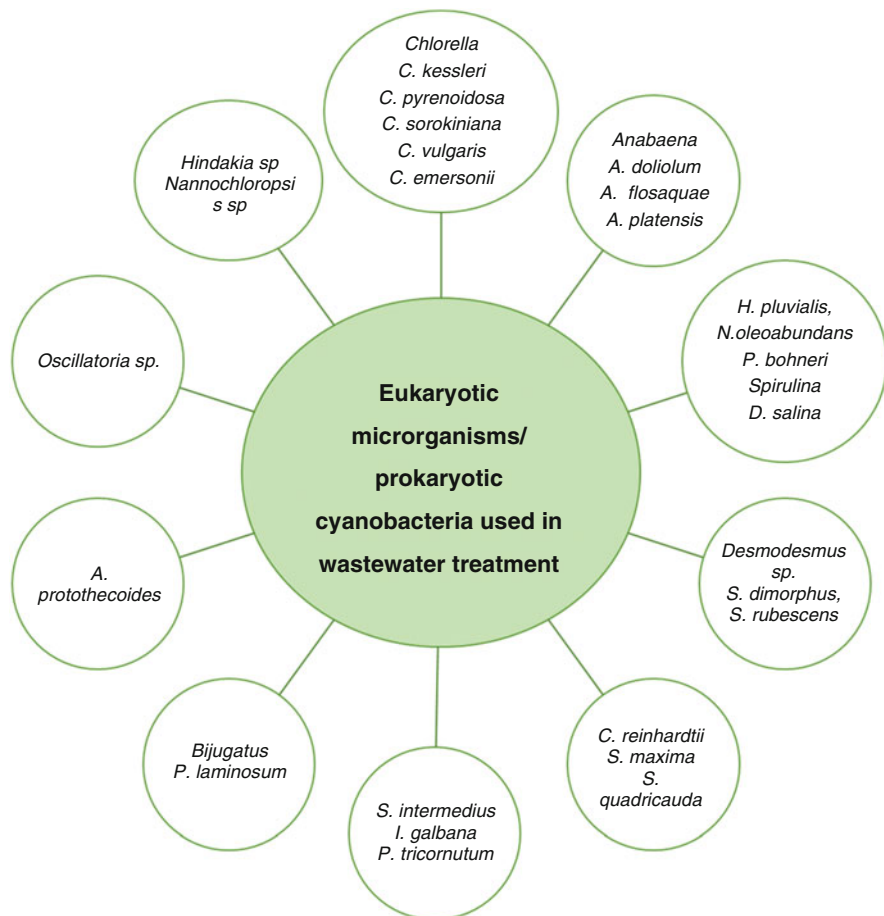 Chlorella
C. kessleri
C. pyrenoidosa
C. sorokiniana
C. vulgaris
C. emersonii
Anabaena
A. doliolum
A. flosaquae
A. platensis
H. pluvialis,
N.oleoabundans
P. bohneri
Spirulina
D. salina
Desmodesmus
sp.
S. dimorphus,
S. rubescens
C. reinhardtii
S. maxima
S.
quadricauda
S. intermedius
I. galbana
P. tricornutum
Bijugatus
P. laminosum
A.
protothecoides
Oscillatoria sp.
Hindakia sp
Nannochloropsi
s sp
Eukaryotic
microrganisms/
prokaryotic
cyanobacteria used in
wastewater treatment